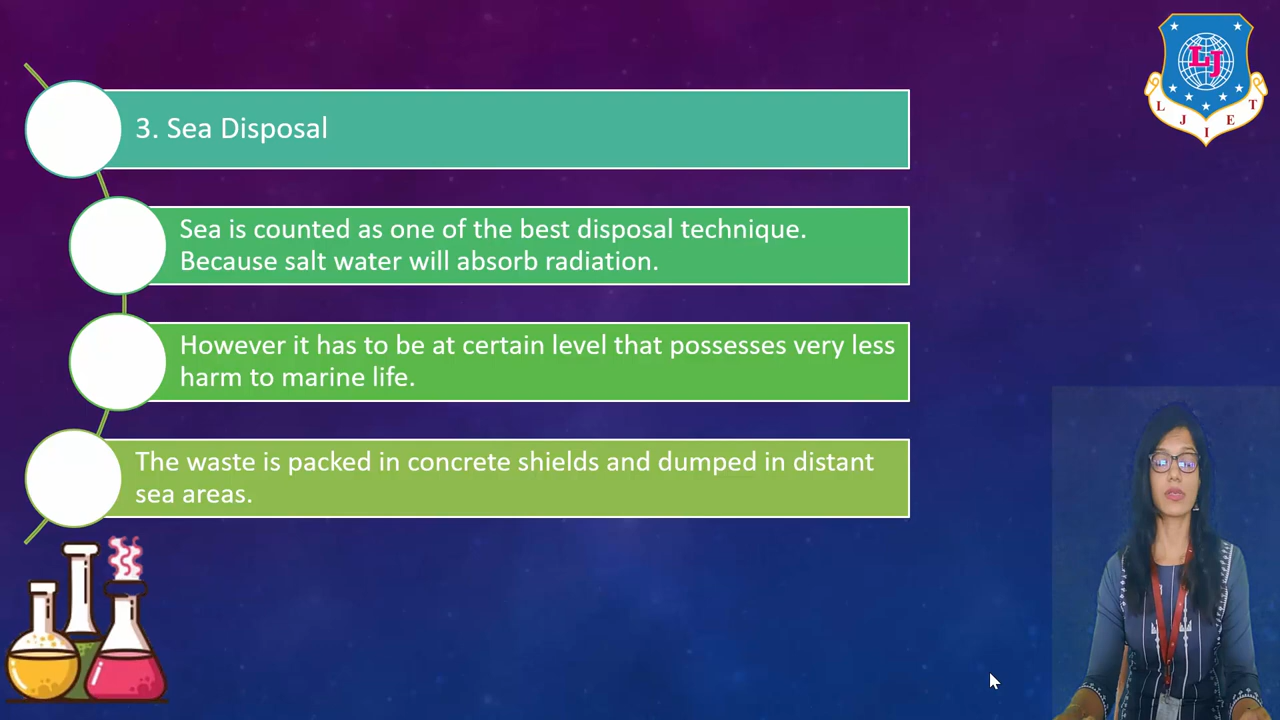 3. Sea Disposal
Sea is counted as one of the best disposal technique.
Because salt water will absorb radiation.
However it has to be at certain level that possesses very less
harm to marine life.
The waste is packed in concrete shields and dumped in distant
sea areas.
LJ
L J I E T